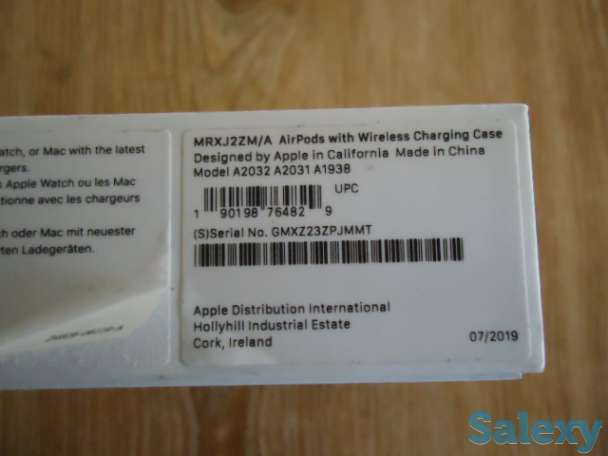 atch, or Mac with the latest
rgers.
s Apple Watch ou les Mac
tionne avec les chargeurs
ch oder Mac mit neuester
rten Ladegeräten.
MRXJ2ZM/A AirPods with Wireless Charging Case
Designed by Apple in California Made in China
Model A2032 A2031 A1938
UPC
1 90198 76482 9
(S)Serial No. GMXZ23ZPJMMT
Apple Distribution International
Hollyhill Industrial Estate
Cork, Ireland
07/2019
Salexy